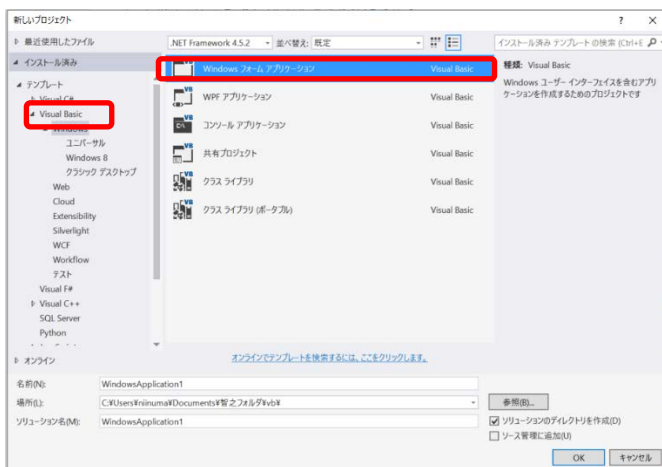 新しいプロジェクト ? ×
▷ 最近使用したファイル
.NET Framework 4.5.2 並べ替え: 既定
インストール済み テンプレート の検索 (Ctrl+E
インストール済み
テンプレート
Visual C#
Visual Basic
Windows
ユニバーサル
Windows 8
クラシック デスクトップ
Web
Cloud
Extensibility
Silverlight
WCF
Workflow
テスト
Visual F#
▷ Visual C++
SQL Server
Python
▷ オンライン
Windows フォーム アプリケーション Visual Basic
WPF アプリケーション Visual Basic
コンソール アプリケーション Visual Basic
共有プロジェクト Visual Basic
クラス ライブラリ Visual Basic
クラス ライブラリ (ポータブル) Visual Basic
オンラインでテンプレートを検索するには、ここをクリックします。
種類: Visual Basic
Windows ユーザー インターフェイスを含むアプリ
ケーションを作成するためのプロジェクトです
名前(N): WindowsApplication1
場所(L): C:¥Users¥niinuma¥Documents¥智之フォルダ¥vb¥ 参照(B)...
ソリューション名(M): WindowsApplication1
ソリューションのディレクトリを作成(D)
ソース管理に追加(U)
OK キャンセル